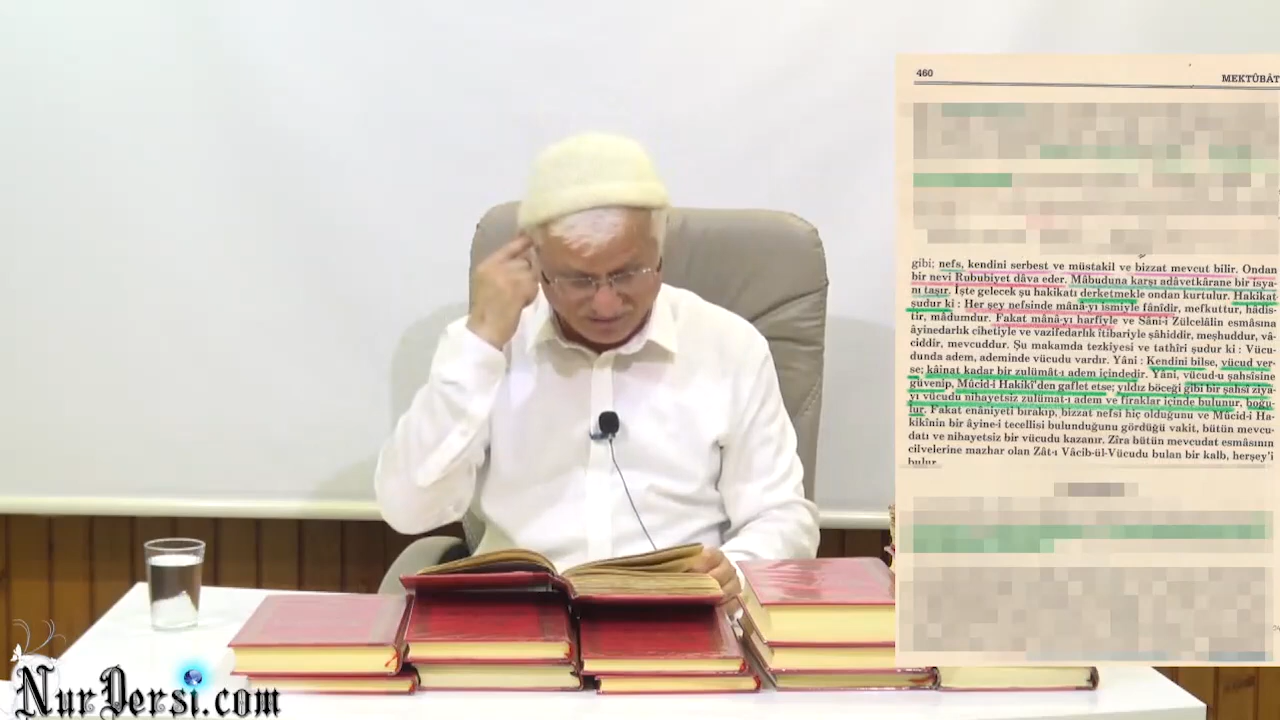 460
MEKTÛBÂT
gibi; nefs, kendini serbest ve müstakil ve bizzat mevcut bilir. Ondan
bir nevi Rububiyet dâva eder. Mâbuduna karşı adâvetkârane bir isya-
nı taşır. İşte gelecek şu hakikatı derketmekle ondan kurtulur. Hakikat
şudur ki : Her şey nefsinde mânâ-yı ismiyle fânîdir, mefkuttur, hâdis-
tir, mâdumdur. Fakat mânâ-yı harfiyle ve Sâni-i Zülcelâlin esmâsına
âyinedarlık cihetiyle ve vazifedarlık îtibariyle şâhiddir, meşhuddur, vâ-
ciddir, mevcuddur. Şu makamda tezkiyesi ve tathîri şudur ki : Vücu-
dunda adem, ademinde vücudu vardır. Yâni : Kendini bilse, vücud ver-
se; kâinat kadar bir zulümât-ı adem içindedir. Yâni, vücud-u şahsîsine
güvenip, Mûcid-i Hakikî'den gaflet etse; yıldız böceği gibi bir şahsî ziya-
yı vücudu nihayetsiz zulümat-ı adem ve firaklar içinde bulunur, boğu-
lur. Fakat enâniyeti bırakıp, bizzat nefsi hiç olduğunu ve Mûcid-i Ha-
kikînin bir âyine-i tecellisi bulunduğunu gördüğü vakit, bütün mevcu-
datı ve nihayetsiz bir vücudu kazanır. Zîra bütün mevcudat esmâsının
cilvelerine mazhar olan Zât-ı Vâcib-ül-Vücudu bulan bir kalb, herşey'i
bulur.
NurDersi.com